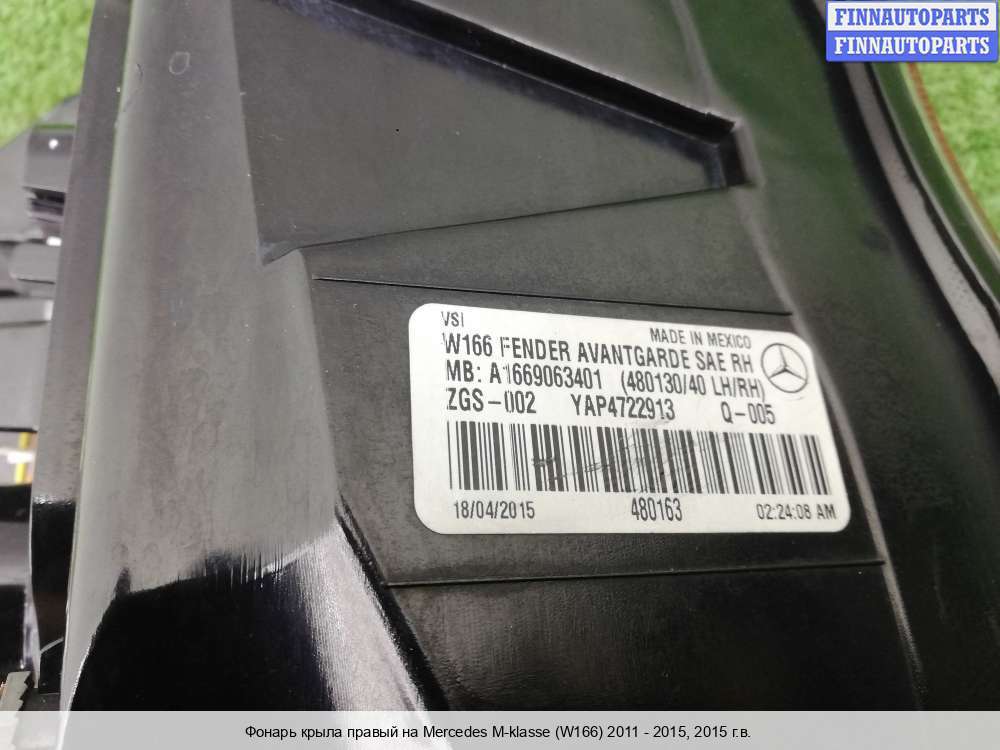 FINNAUTOPARTS
FINNAUTOPARTS
VSI
MADE IN MEXICO
W166 FENDER AVANTGARDE SAE RH
MB: A1669063401 (480130/40 LH/RH)
ZGS-002 YAP4722913 Q-005
18/04/2015 480163 02:24:08 AM
Фонарь крыла правый на Mercedes M-klasse (W166) 2011 - 2015, 2015 г.в.